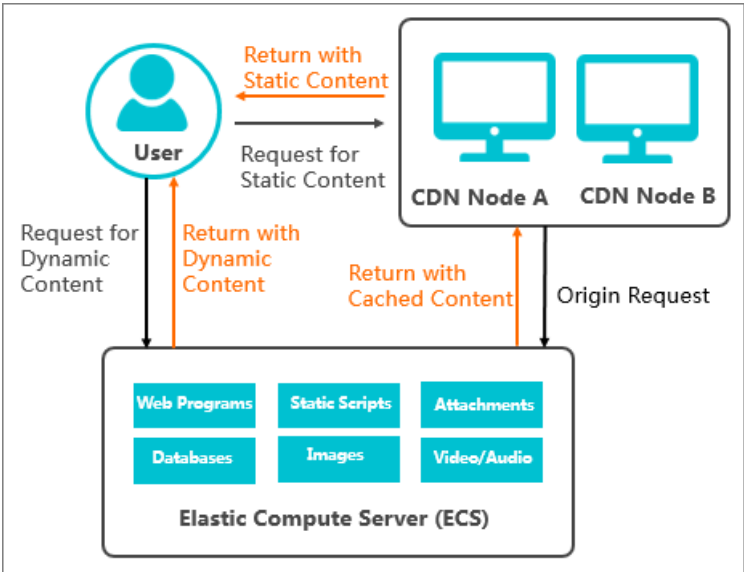 Return with
Static Content
User
Request for
Static Content
CDN Node A
CDN Node B
Request for
Dynamic
Content
Return with
Dynamic
Content
Return with
Cached Content
Origin Request
Web Programs
Static Scripts
Attachments
Databases
Images
Video/Audio
Elastic Compute Server (ECS)